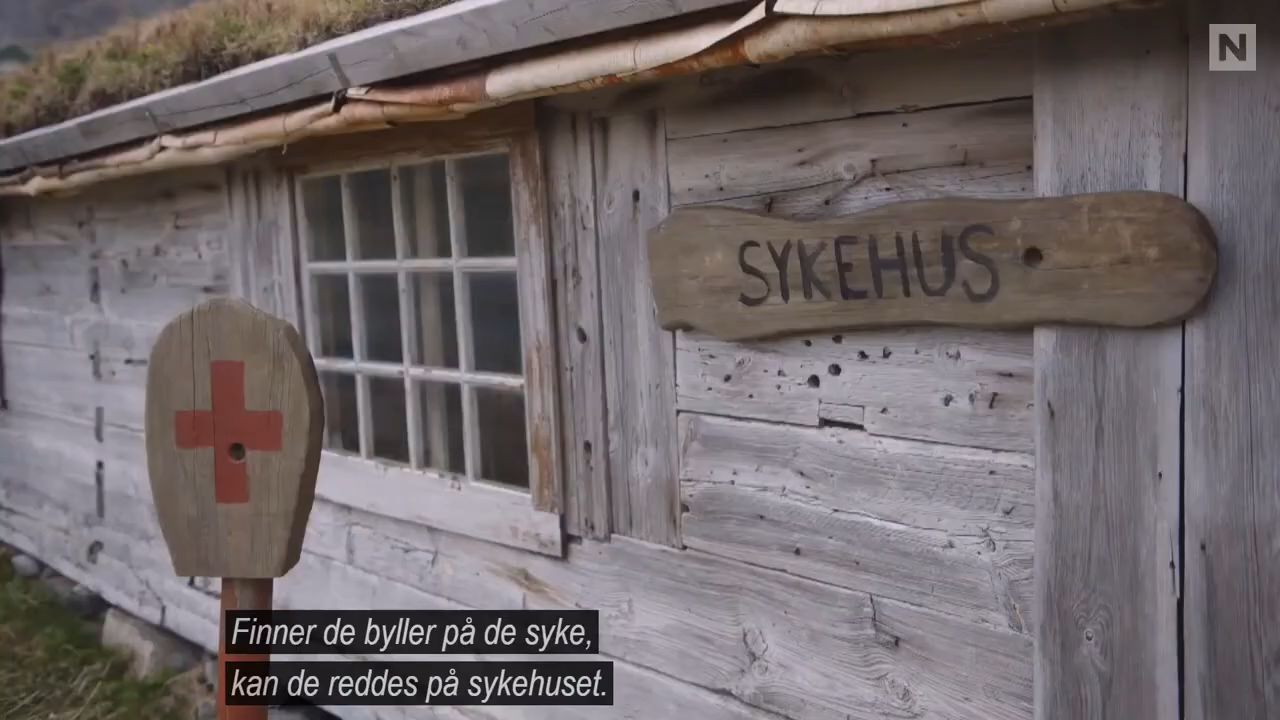 N
SYKEHUS
Finner de byller på de syke,
kan de reddes på sykehuset.